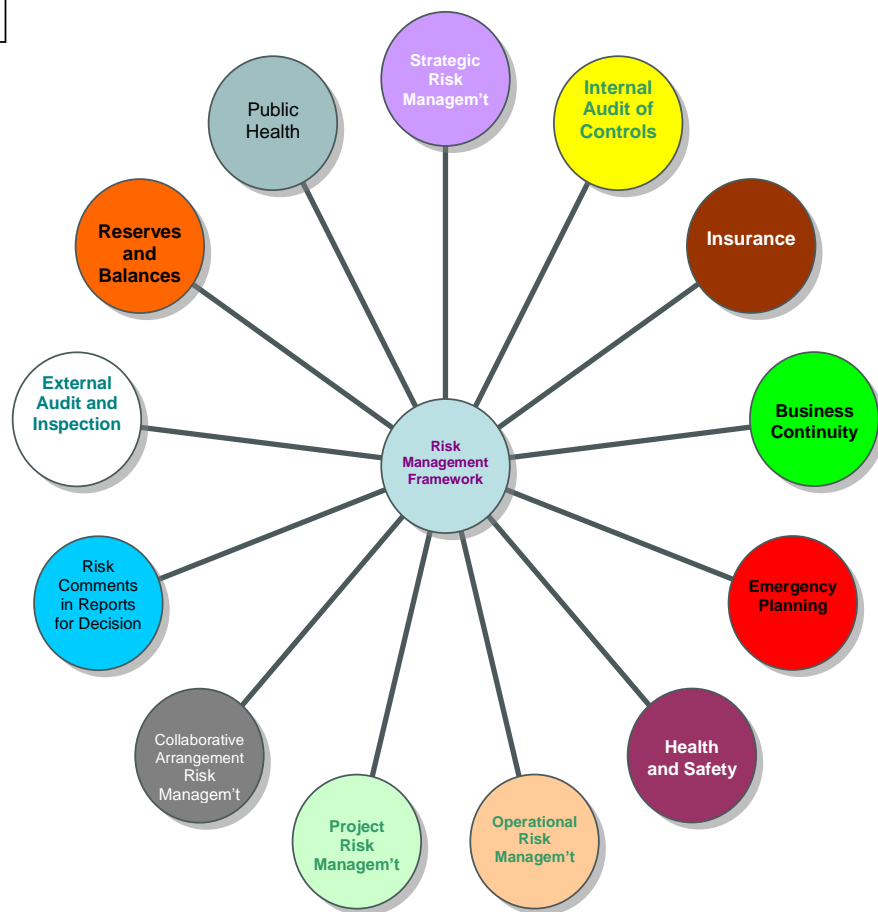 Strategic
Risk
Managem't
Internal
Audit of
Controls
Insurance
Business
Continuity
Emergency
Planning
Health
and Safety
Operational
Risk
Managem't
Project
Risk
Managem't
Collaborative
Arrangement
Risk
Managem't
Risk
Comments
in Reports
for Decision
External
Audit and
Inspection
Reserves
and
Balances
Public
Health
Risk
Management
Framework